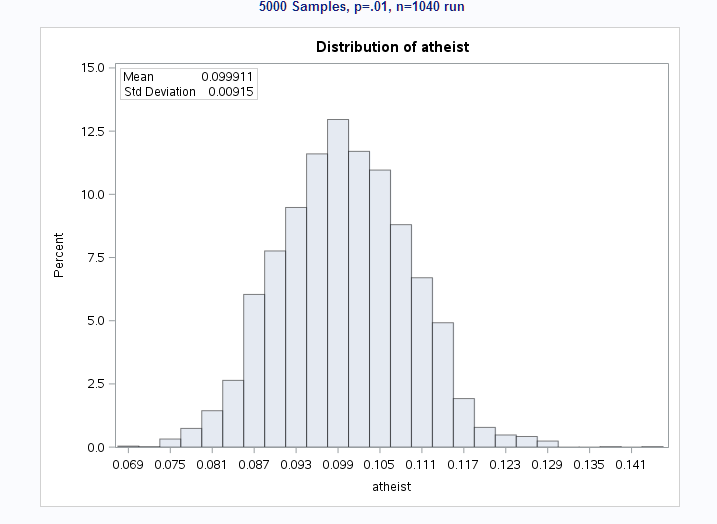 5000 Samples, p=.01, n=1040 run
Distribution of atheist
Mean 0.099911
Std Deviation 0.00915
15.0
12.5
10.0
7.5
5.0
2.5
0.0
Percent
0.069 0.075 0.081 0.087 0.093 0.099 0.105 0.111 0.117 0.123 0.129 0.135 0.141
atheist